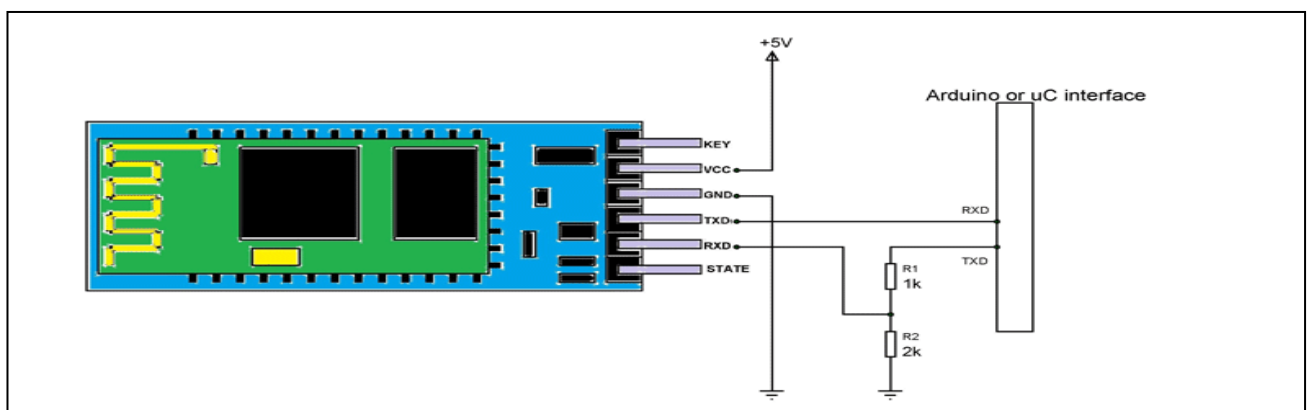 +5V
Arduino or uC interface
KEY
VCC
GND
TXD
RXD
STATE
RXD
TXD
R1
1k
R2
2k